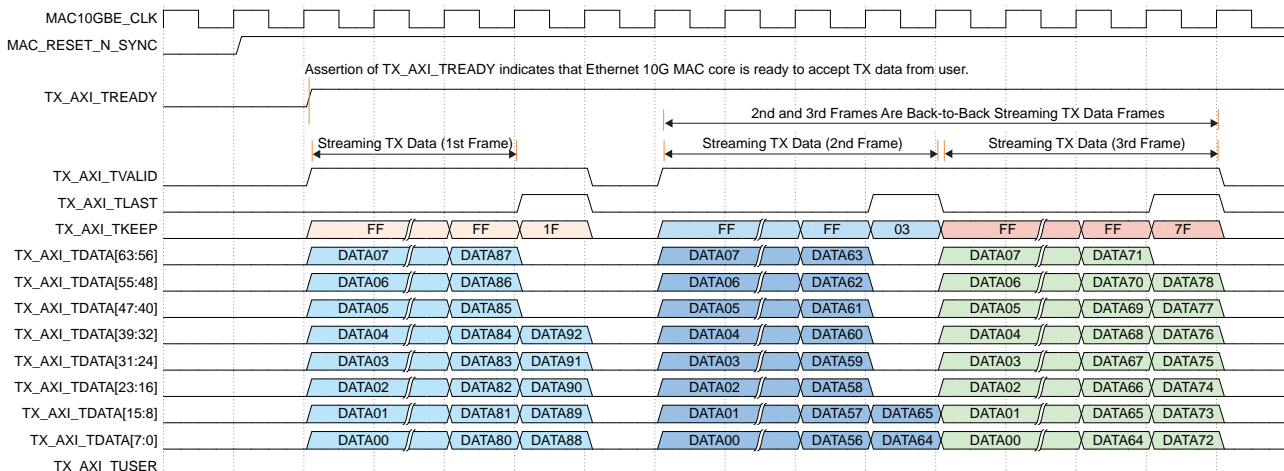 MAC10GBE_CLK
MAC_RESET_N_SYNC
Assertion of TX_AXI_TREADY indicates that Ethernet 10G MAC core is ready to accept TX data from user.
TX_AXI_TREADY
2nd and 3rd Frames Are Back-to-Back Streaming TX Data Frames
Streaming TX Data (1st Frame) Streaming TX Data (2nd Frame) Streaming TX Data (3rd Frame)
TX_AXI_TVALID
TX_AXI_TLAST
TX_AXI_TKEEP FF FF 1F FF FF 03 FF FF 7F
TX_AXI_TDATA[63:56] DATA07 DATA87 DATA07 DATA63 DATA07 DATA71
TX_AXI_TDATA[55:48] DATA06 DATA86 DATA06 DATA62 DATA06 DATA70 DATA78
TX_AXI_TDATA[47:40] DATA05 DATA85 DATA05 DATA61 DATA05 DATA69 DATA77
TX_AXI_TDATA[39:32] DATA04 DATA84 DATA92 DATA04 DATA60 DATA04 DATA68 DATA76
TX_AXI_TDATA[31:24] DATA03 DATA83 DATA91 DATA03 DATA59 DATA03 DATA67 DATA75
TX_AXI_TDATA[23:16] DATA02 DATA82 DATA90 DATA02 DATA58 DATA02 DATA66 DATA74
TX_AXI_TDATA[15:8] DATA01 DATA81 DATA89 DATA01 DATA57 DATA65 DATA01 DATA65 DATA73
TX_AXI_TDATA[7:0] DATA00 DATA80 DATA88 DATA00 DATA56 DATA64 DATA00 DATA64 DATA72
TX_AXI_TUSER